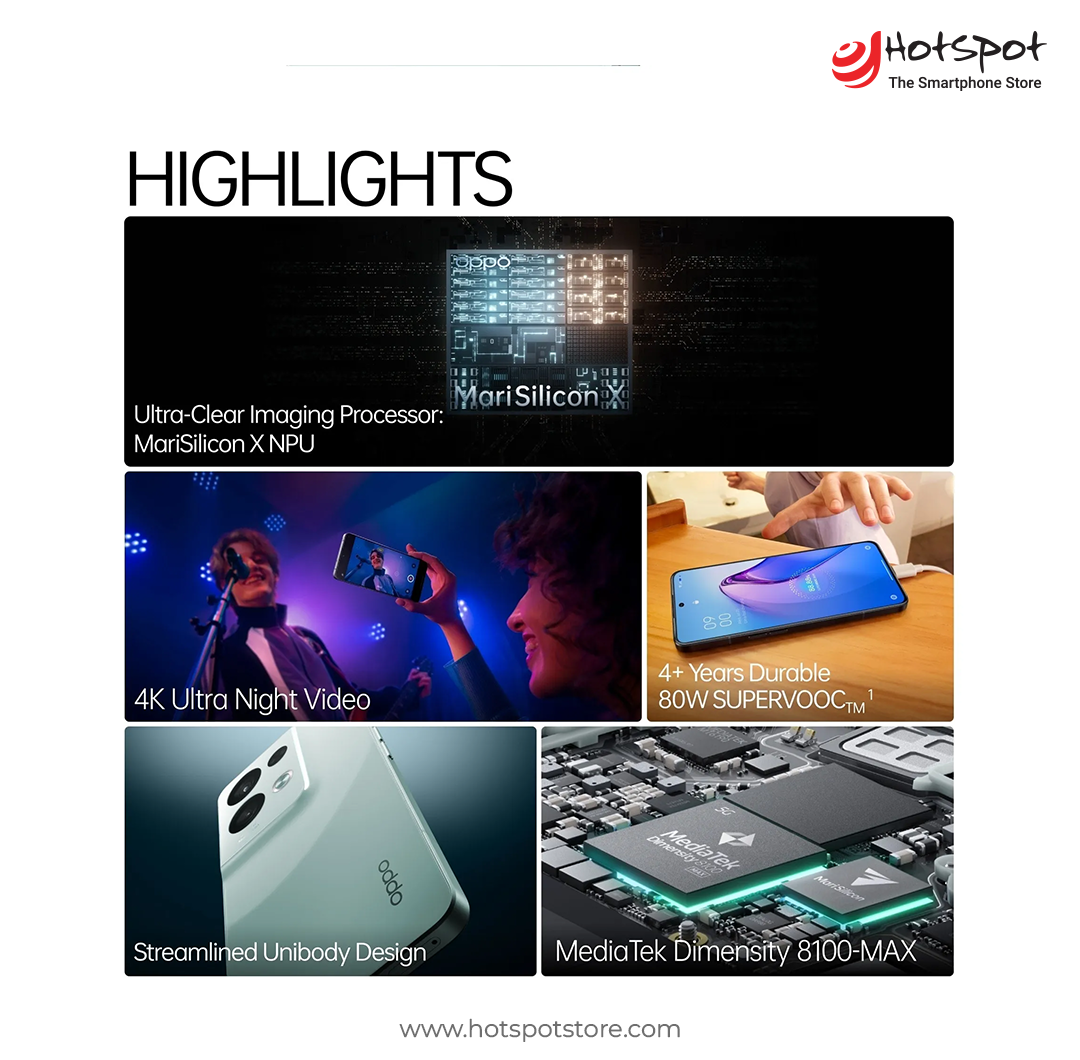 HOTSPOT
The Smartphone Store
HIGHLIGHTS
oppo
MariSilicon X
Ultra-Clear Imaging Processor:
MariSilicon X NPU
4K Ultra Night Video
4+ Years Durable
80W SUPERVOOC™ 1
oppo
Streamlined Unibody Design
5G
MediaTek
Dimensity 8100
MAX
MariSilicon
MediaTek Dimensity 8100-MAX
www.hotspotstore.com